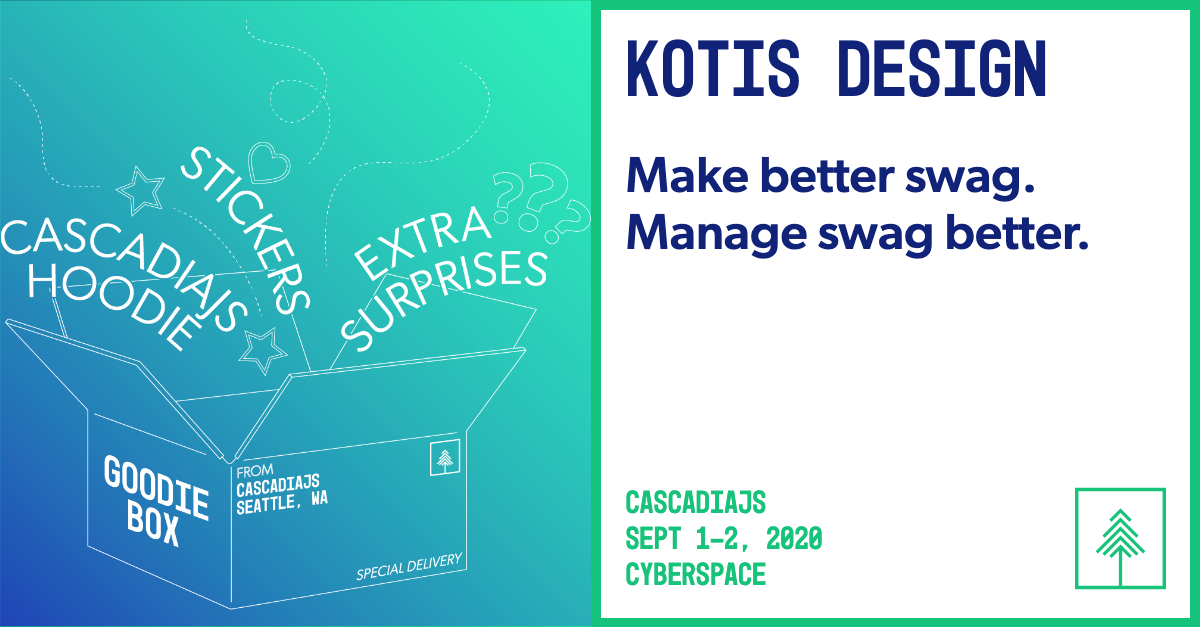 CASCADIAJS
HOODIE
STICKERS
EXTRA
SURPRISES
???
GOODIE
BOX
FROM
CASCADIAJS
SEATTLE, WA
SPECIAL DELIVERY
KOTIS DESIGN
Make better swag.
Manage swag better.
CASCADIAJS
SEPT 1-2, 2020
CYBERSPACE